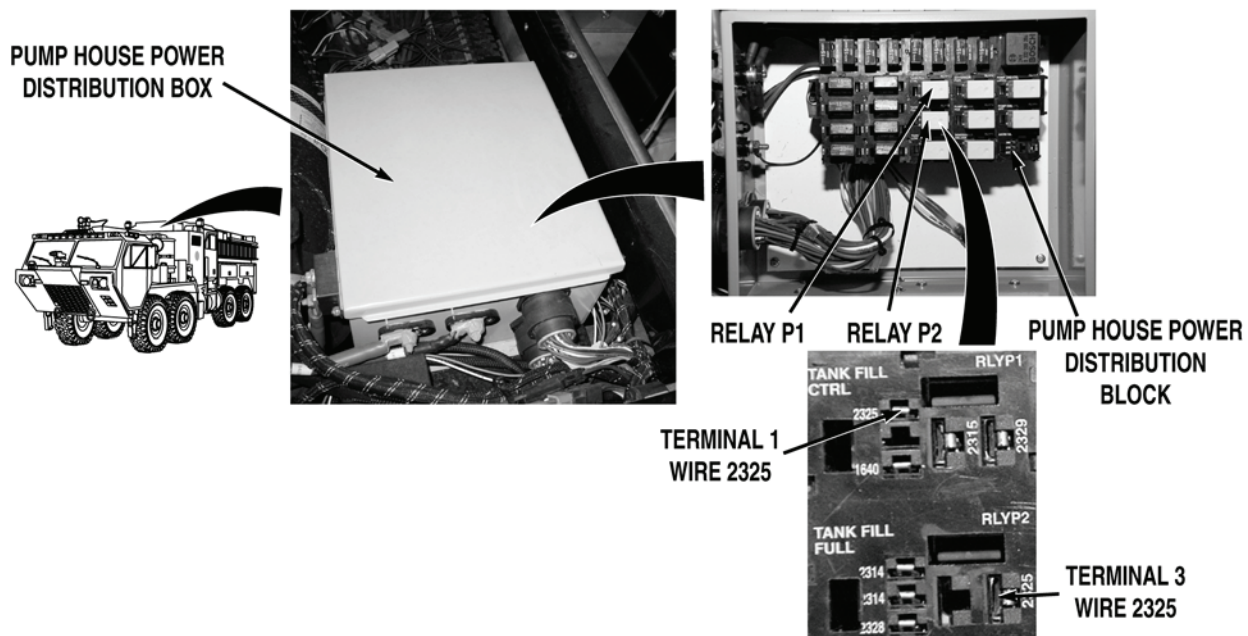 PUMP HOUSE POWER
DISTRIBUTION BOX
RELAY P1
RELAY P2
PUMP HOUSE POWER
DISTRIBUTION
BLOCK
TANK FILL
CTRL
RLYP1
2325
2315
2329
1640
TERMINAL 1
WIRE 2325
TANK FILL
FULL
RLYP2
2314
2314
2328
2325
TERMINAL 3
WIRE 2325